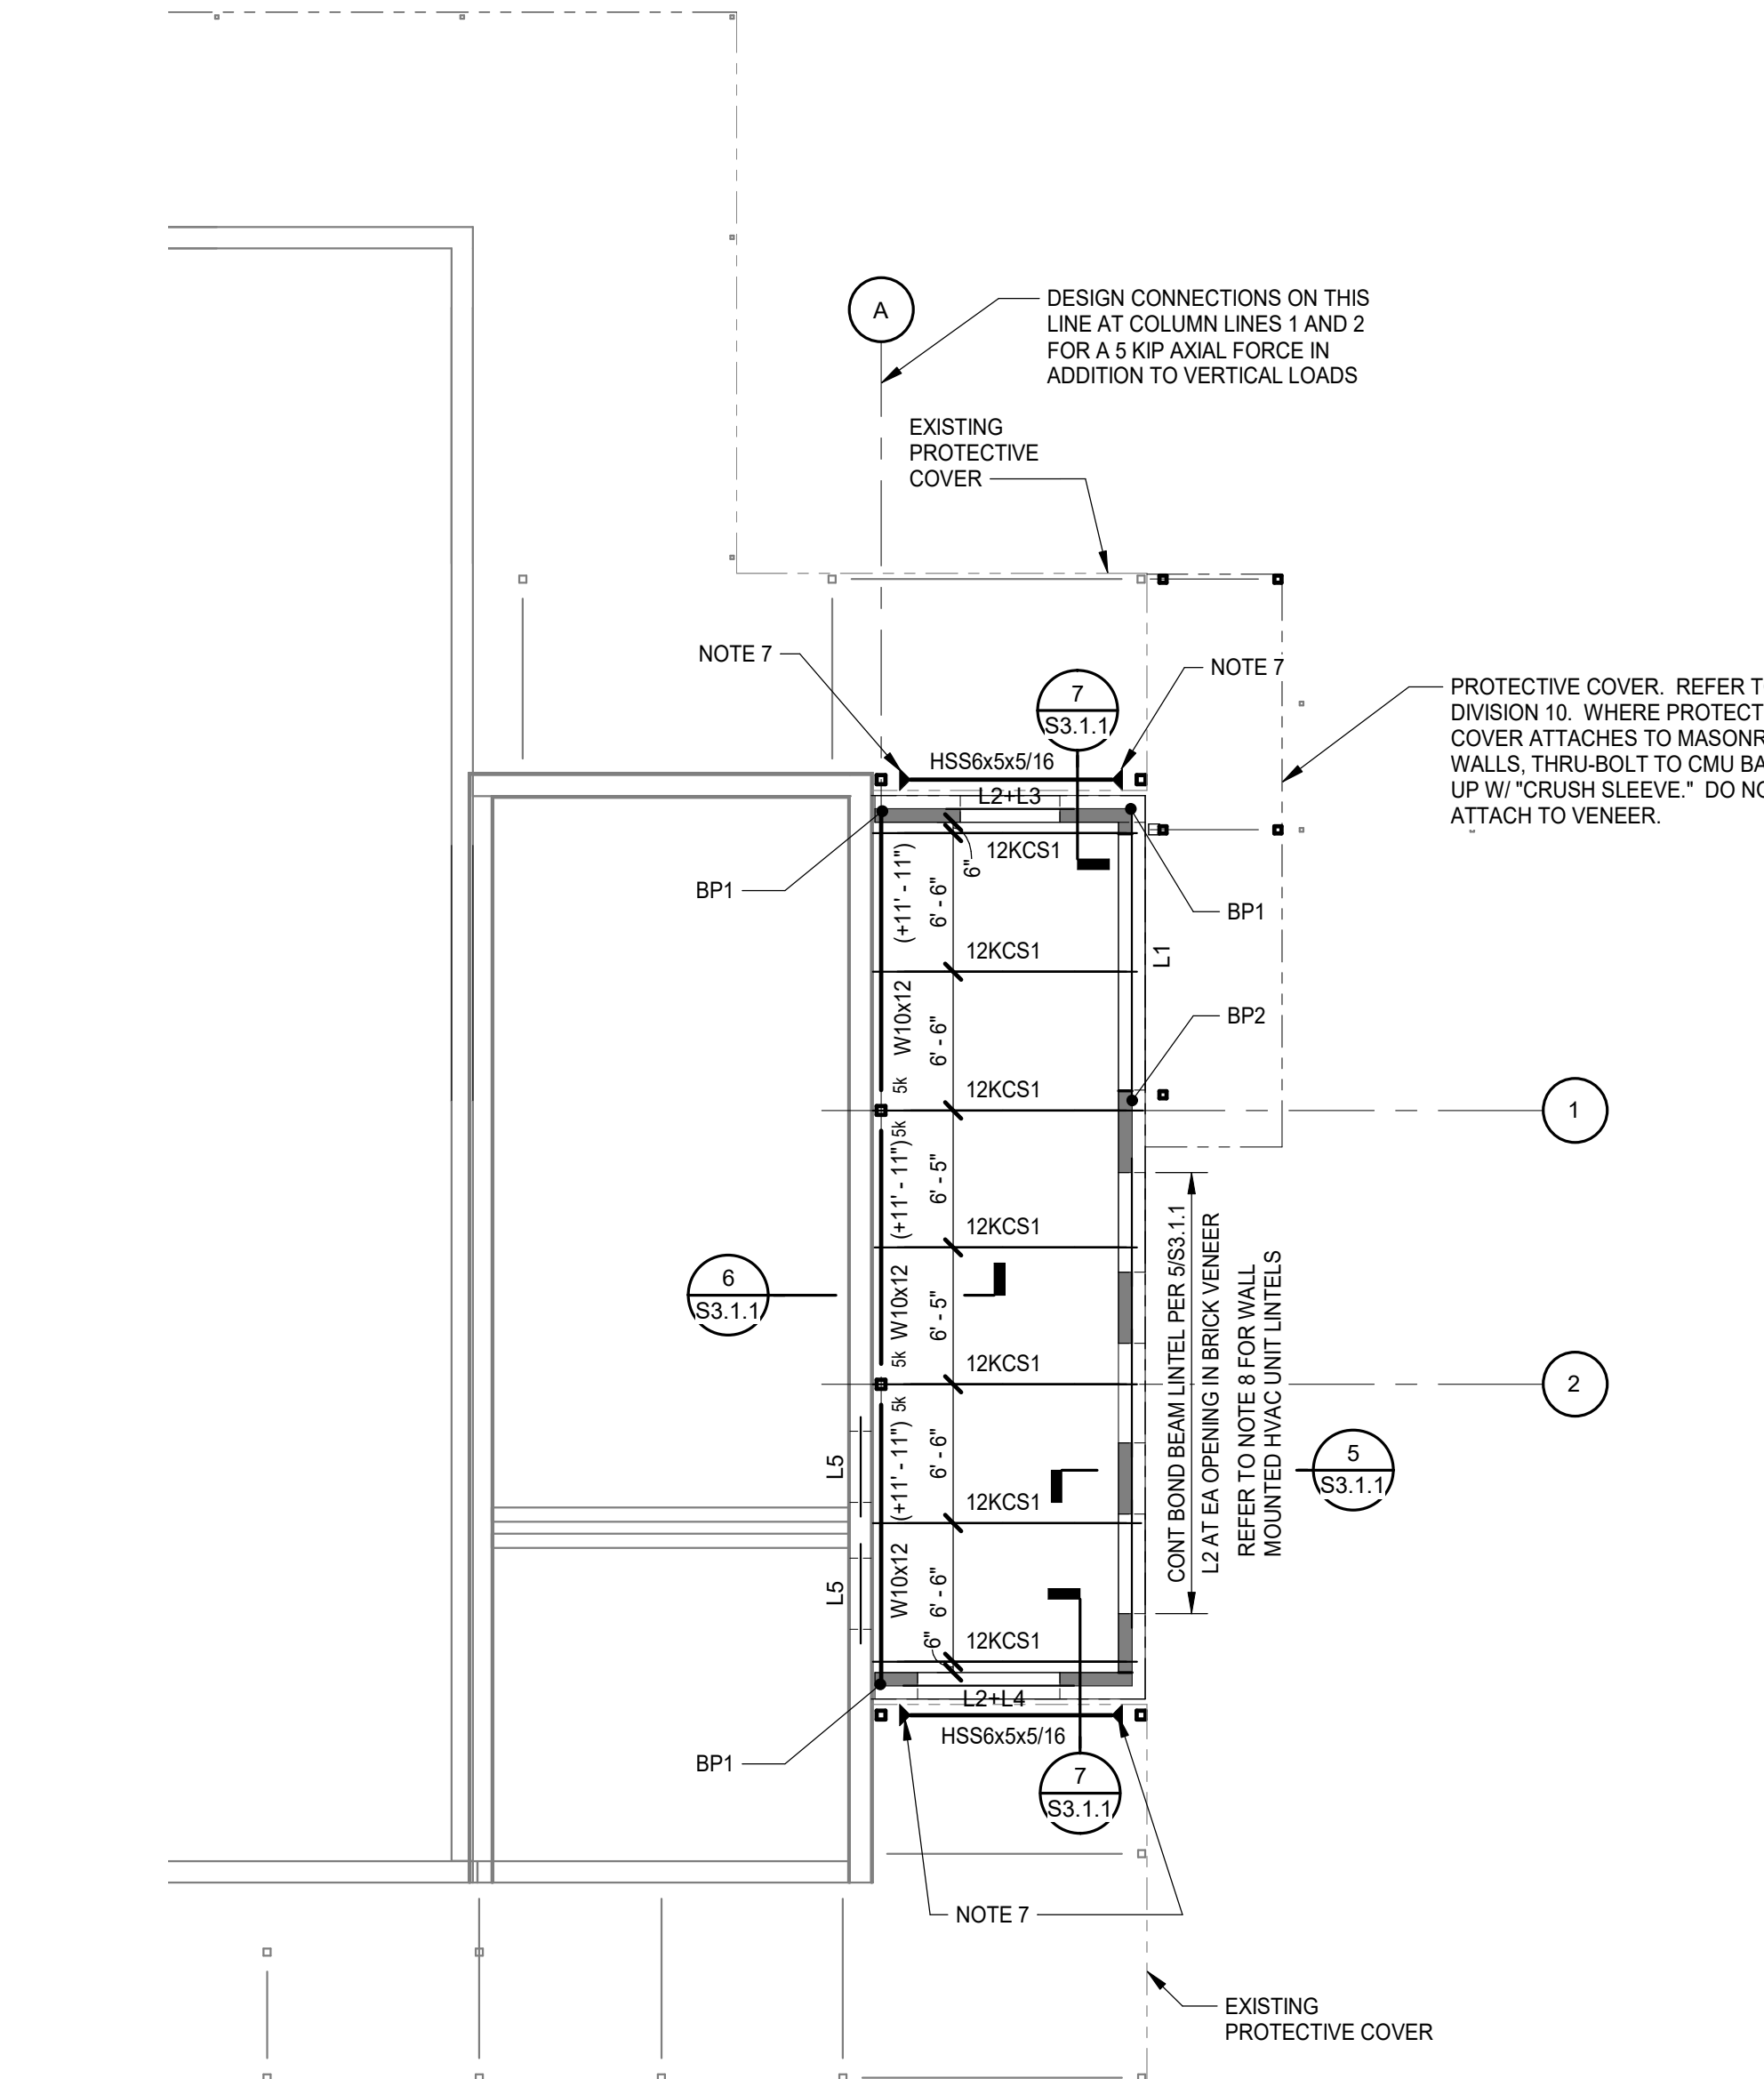 A
DESIGN CONNECTIONS ON THIS
LINE AT COLUMN LINES 1 AND 2
FOR A 5 KIP AXIAL FORCE IN
ADDITION TO VERTICAL LOADS
EXISTING
PROTECTIVE
COVER
NOTE 7
NOTE 7
7
S3.1.1
PROTECTIVE COVER. REFER T
DIVISION 10. WHERE PROTECT
COVER ATTACHES TO MASONR
WALLS, THRU-BOLT TO CMU BA
UP W/ "CRUSH SLEEVE." DO NO
ATTACH TO VENEER.
HSS6x5x5/16
L2+L3
12KCS1
6"
(+11' - 11")
6' - 6"
BP1
BP1
12KCS1
L1
W10x12
6' - 6"
BP2
5k
12KCS1
1
5k
(+11' - 11")
6' - 5"
12KCS1
6
S3.1.1
W10x12
6' - 5"
5k
12KCS1
2
CONT BOND BEAM LINTEL PER 5/S3.1.1
L2 AT EA OPENING IN BRICK VENEER
REFER TO NOTE 8 FOR WALL
MOUNTED HVAC UNIT LINTELS
5k
(+11' - 11")
6' - 6"
L5
5
S3.1.1
12KCS1
L5
W10x12
6' - 6"
6"
12KCS1
L2+L4
HSS6x5x5/16
BP1
7
S3.1.1
NOTE 7
EXISTING
PROTECTIVE COVER